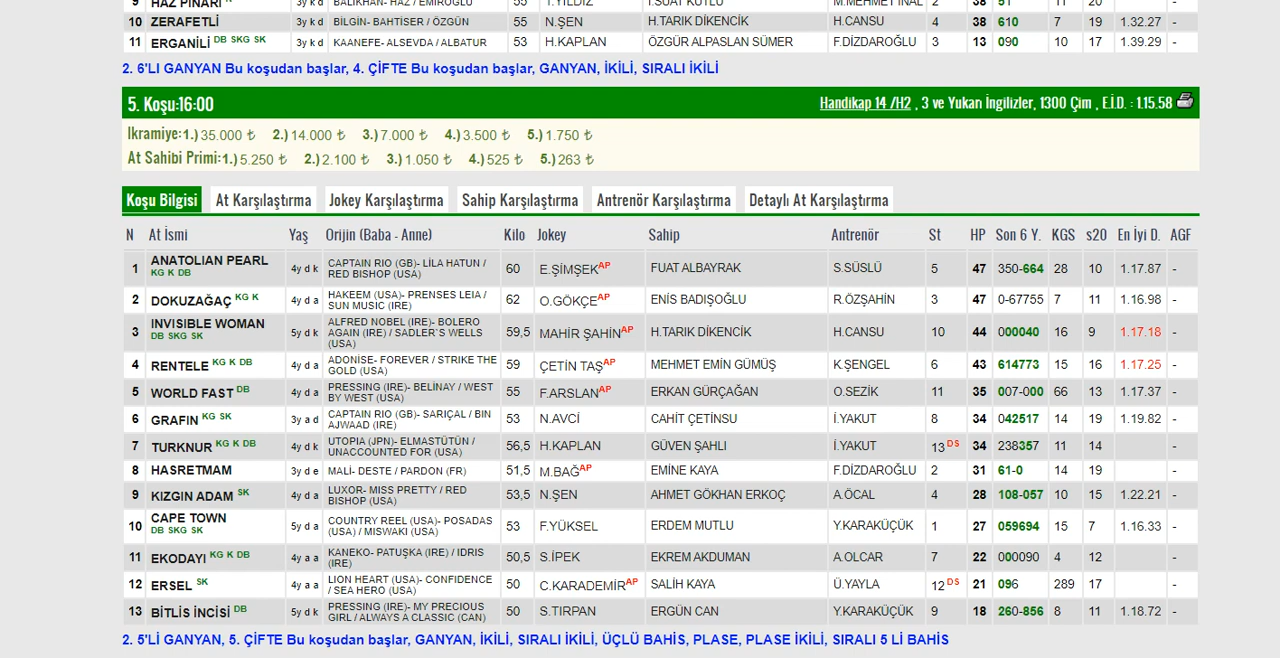 9 HAZ PINARI K 3y k d BALIKHAN- HAZ / EMIROGLU 55 T.YILDIZ İ.SUAT KUTLU M.MEHMET İNAL 2 38 51 11 20
10 ZERAFETLİ 3y k d BİLGİN- BAHTİSER / ÖZGÜN 55 N.ŞEN H.TARIK DİKENCİK H.CANSU 4 38 610 7 19 1.32.27 -
11 ERGANİLİ DB SKG SK 3y k d KAANEFE- ALSEVDA / ALBATUR 53 H.KAPLAN ÖZGÜR ALPASLAN SÜMER F.DİZDAROĞLU 3 13 090 10 17 1.39.29 -
2. 6'LI GANYAN Bu koşudan başlar, 4. ÇİFTE Bu koşudan başlar, GANYAN, İKİLİ, SIRALI İKİLİ
5. Koşu:16:00 Handikap 14 /H2 , 3 ve Yukarı İngilizler, 1300 Çim , E.İ.D. : 1.15.58
Ikramiye:1.) 35.000 ₺ 2.) 14.000 ₺ 3.) 7.000 ₺ 4.) 3.500 ₺ 5.) 1.750 ₺
At Sahibi Primi:1.) 5.250 ₺ 2.) 2.100 ₺ 3.) 1.050 ₺ 4.) 525 ₺ 5.) 263 ₺
Koşu Bilgisi At Karşılaştırma Jokey Karşılaştırma Sahip Karşılaştırma Antrenör Karşılaştırma Detaylı At Karşılaştırma
N At İsmi Yaş Orijin (Baba - Anne) Kilo Jokey Sahip Antrenör St HP Son 6 Y. KGS s20 En İyi D. AGF
1 ANATOLIAN PEARL KG K DB 4y d k CAPTAIN RIO (GB)- LİLA HATUN / RED BISHOP (USA) 60 E.ŞİMŞEK AP FUAT ALBAYRAK S.SÜSLÜ 5 47 350-664 28 10 1.17.87 -
2 DOKUZAĞAÇ KG K 4y d a HAKEEM (USA)- PRENSES LEIA / SUN MUSIC (IRE) 62 O.GÖKÇE AP ENİS BADIŞOĞLU R.ÖZŞAHİN 3 47 0-67755 7 11 1.16.98 -
3 INVISIBLE WOMAN DB SKG SK 5y d k ALFRED NOBEL (IRE)- BOLERO AGAIN (IRE) / SADLER`S WELLS (USA) 59,5 MAHİR ŞAHİN AP H.TARIK DİKENCİK H.CANSU 10 44 000040 16 9 1.17.18 -
4 RENTELE KG K DB 4y d a ADONİSE- FOREVER / STRIKE THE GOLD (USA) 59 ÇETİN TAŞ AP MEHMET EMİN GÜMÜŞ K.ŞENGEL 6 43 614773 15 16 1.17.25 -
5 WORLD FAST DB 4y d a PRESSING (IRE)- BELİNAY / WEST BY WEST (USA) 55 F.ARSLAN AP ERKAN GÜRÇAĞAN O.SEZİK 11 35 007-000 66 13 1.17.37 -
6 GRAFIN KG SK 3y a d CAPTAIN RIO (GB)- SARIÇAL / BIN AJWAAD (IRE) 53 N.AVCİ CAHİT ÇETİNSU İ.YAKUT 8 34 042517 14 19 1.19.82 -
7 TURKNUR KG K DB 4y d k UTOPIA (JPN)- ELMASTÜTÜN / UNACCOUNTED FOR (USA) 56,5 H.KAPLAN GÜVEN ŞAHLI İ.YAKUT 13 DS 34 238357 11 14 -
8 HASRETMAM 3y d e MALI- DESTE / PARDON (FR) 51,5 M.BAĞ AP EMINE KAYA F.DİZDAROĞLU 2 31 61-0 14 19 -
9 KIZGIN ADAM SK 4y d a LUXOR- MISS PRETTY / RED BISHOP (USA) 53,5 N.ŞEN AHMET GÖKHAN ERKOÇ A.ÖCAL 4 28 108-057 10 15 1.22.21 -
10 CAPE TOWN DB SKG SK 5y d a COUNTRY REEL (USA)- POSADAS (USA) / MISWAKI (USA) 53 F.YÜKSEL ERDEM MUTLU Y.KARAKÜÇÜK 1 27 059694 15 7 1.16.33 -
11 EKODAYI KG K DB 4y a a KANEKO- PATUŞKA (IRE) / IDRIS (IRE) 50,5 S.İPEK EKREM AKDUMAN A.OLCAR 7 22 000090 4 12 -
12 ERSEL SK 4y a a LION HEART (USA)- CONFIDENCE / SEA HERO (USA) 50 C.KARADEMİR AP SALİH KAYA Ü.YAYLA 12 DS 21 096 289 17 -
13 BİTLİS İNCİSİ DB 5y d k PRESSING (IRE)- MY PRECIOUS GIRL / ALWAYS A CLASSIC (CAN) 50 S.TIRPAN ERGÜN CAN Y.KARAKÜÇÜK 9 18 260-856 8 11 1.18.72 -
2. 5'Lİ GANYAN, 5. ÇİFTE Bu koşudan başlar, GANYAN, İKİLİ, SIRALI İKİLİ, ÜÇLÜ BAHİS, PLASE, PLASE İKİLİ, SIRALI 5 Lİ BAHİS